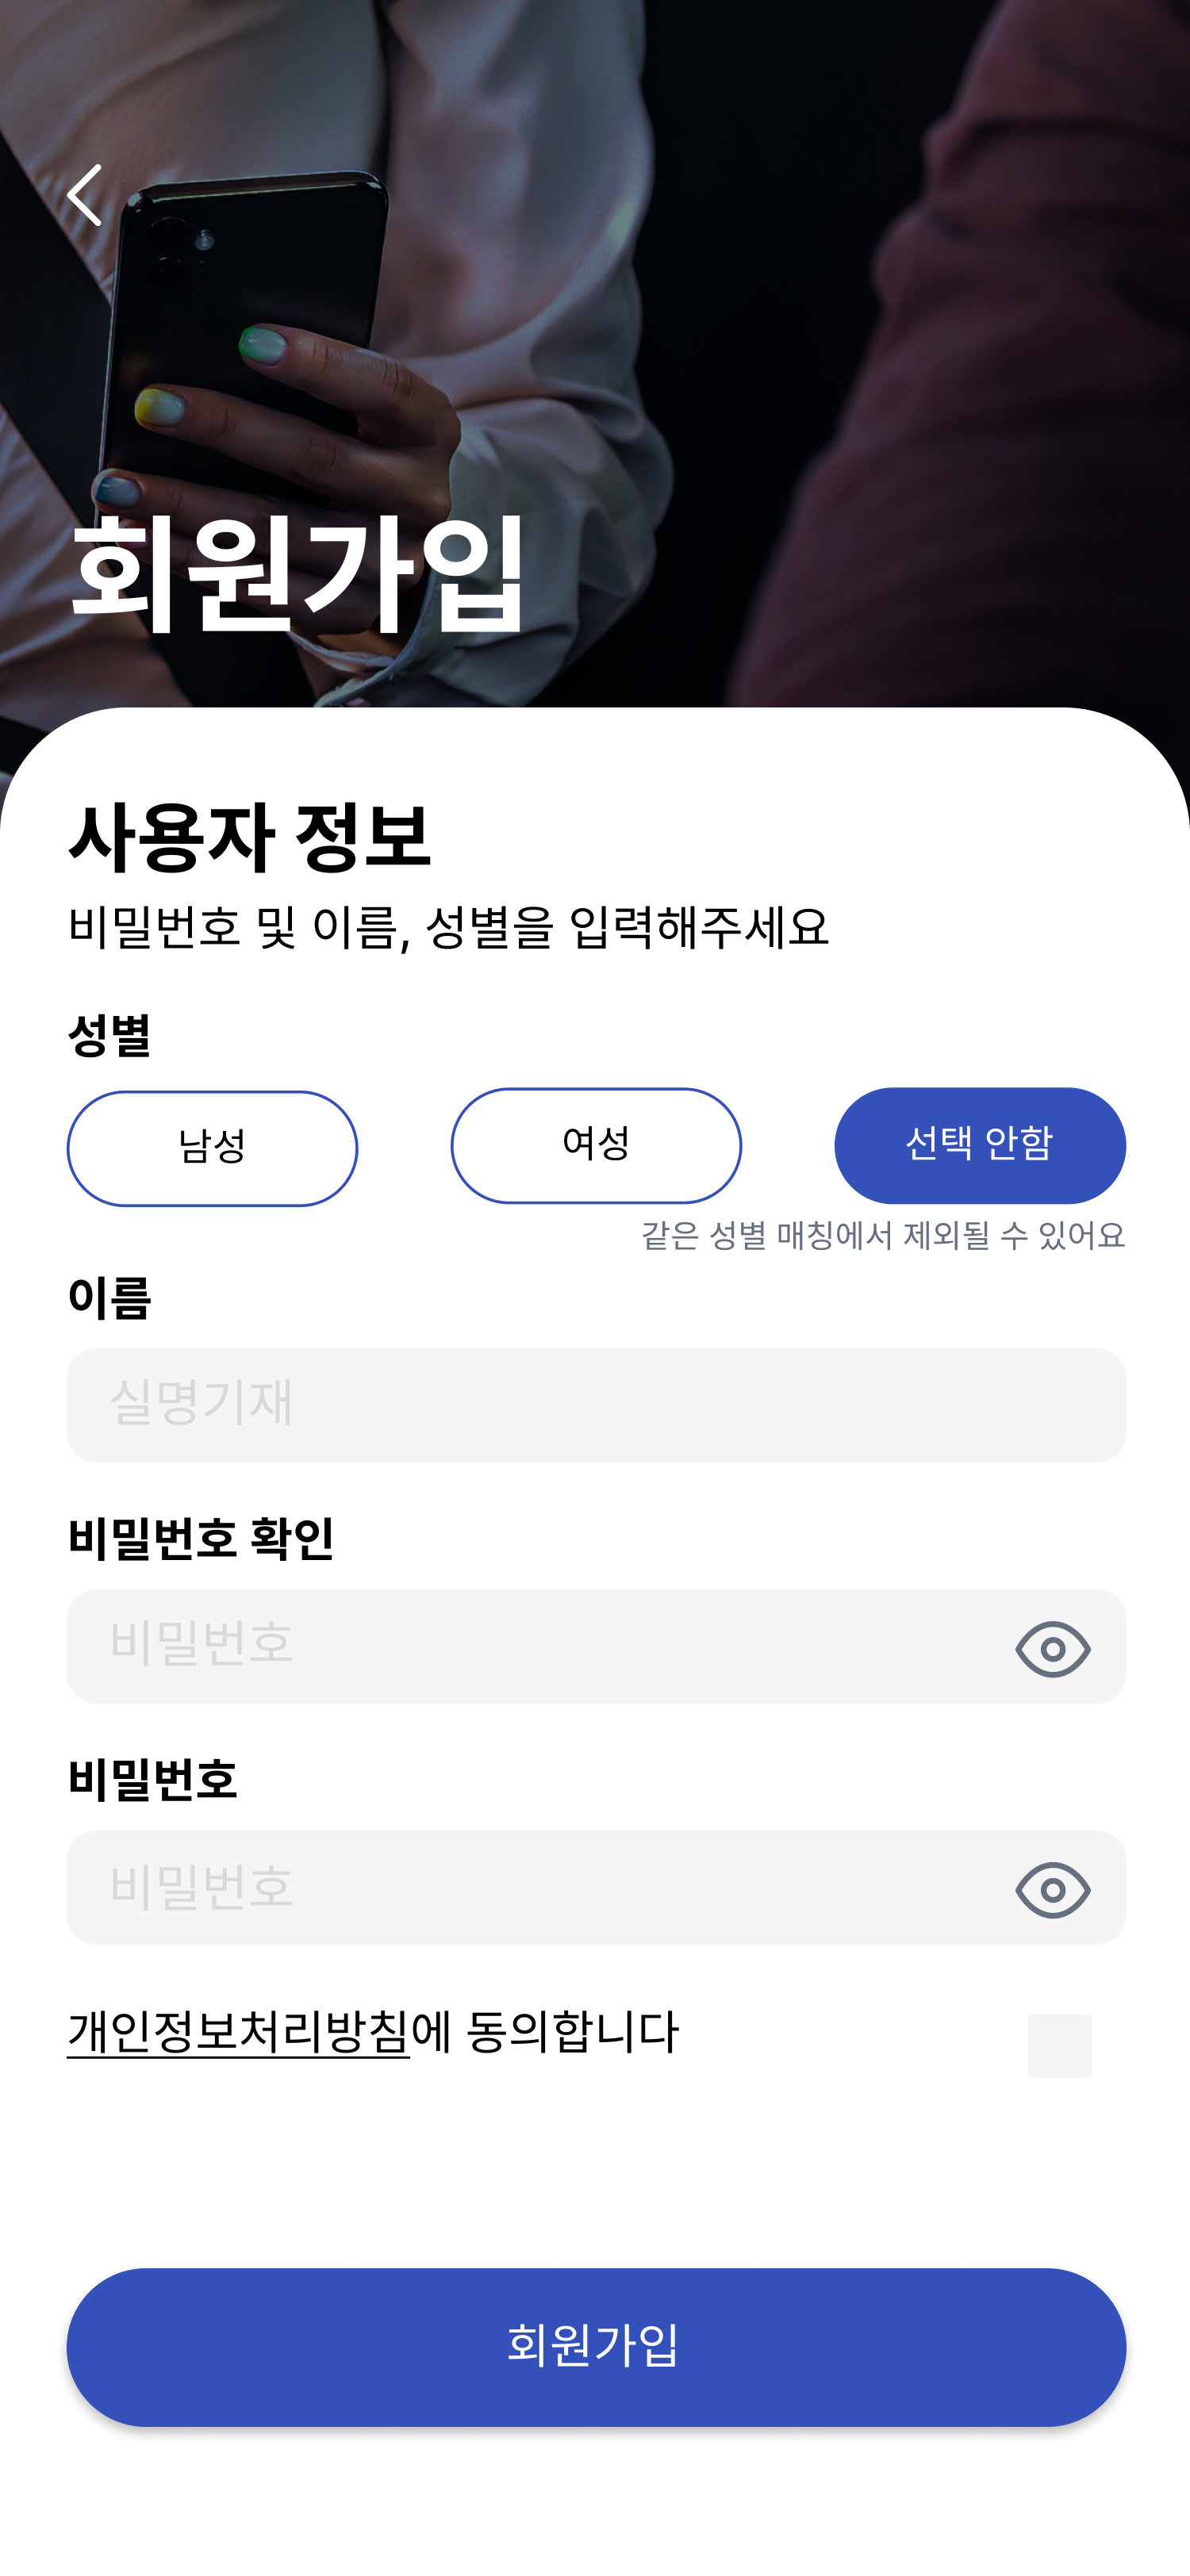 회원가입
사용자 정보
비밀번호 및 이름, 성별을 입력해주세요
성별
남성
여성
선택 안함
같은 성별 매칭에서 제외될 수 있어요
이름
실명기재
비밀번호 확인
비밀번호
비밀번호
비밀번호
개인정보처리방침에 동의합니다
회원가입